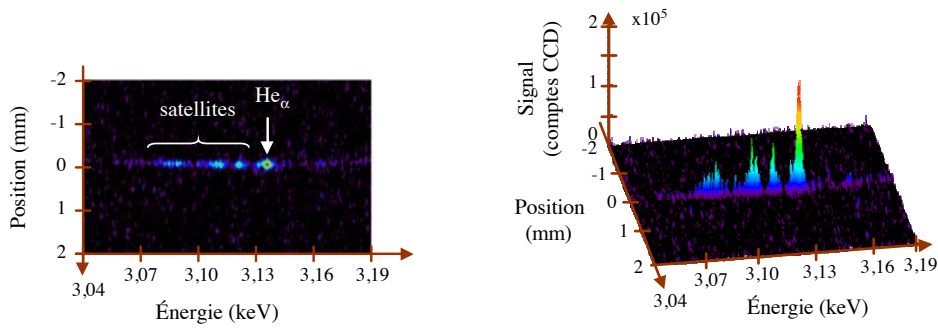 -2
-1
0
1
2
Position (mm)
satellites
Heα
3,04
3,07
3,10
3,13
3,16
3,19
Énergie (keV)
2
x10⁵
1
0
Signal
(comptes CCD)
-2
-1
0
1
2
Position
(mm)
3,04
3,07
3,10
3,13
3,16
3,19
Énergie (keV)